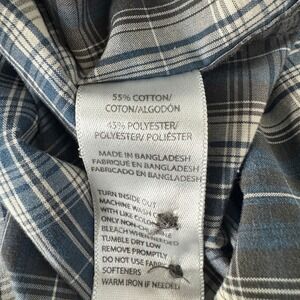 55% COTTON/
COTON/ALGODÓN
45% POLYESTER/
POLYESTER/ POLIÉSTER
MADE IN BANGLADESH
FABRIQUÉ EN BANGLADESH
FABRICADO EN BANGLADESH
TURN INSIDE OUT
MACHINE WASH
WITH LIKE
ONLY NON-CHLORINE
BLEACH WHEN NEEDED
TUMBLE DRY LOW
REMOVE PROMPTLY
DO NOT USE FABRIC
SOFTENERS
WARM IRON IF NEEDED